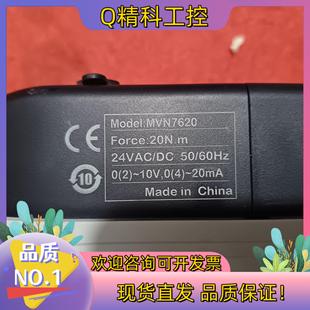 Q精科工控
Model:MVN7620
Force:20N.m
24VAC/DC 50/60Hz
0(2)~10V,0(4)~20mA
Made in China
CE
10
品质
NO.1
欢迎咨询可开发票
现货直发 品质保证!